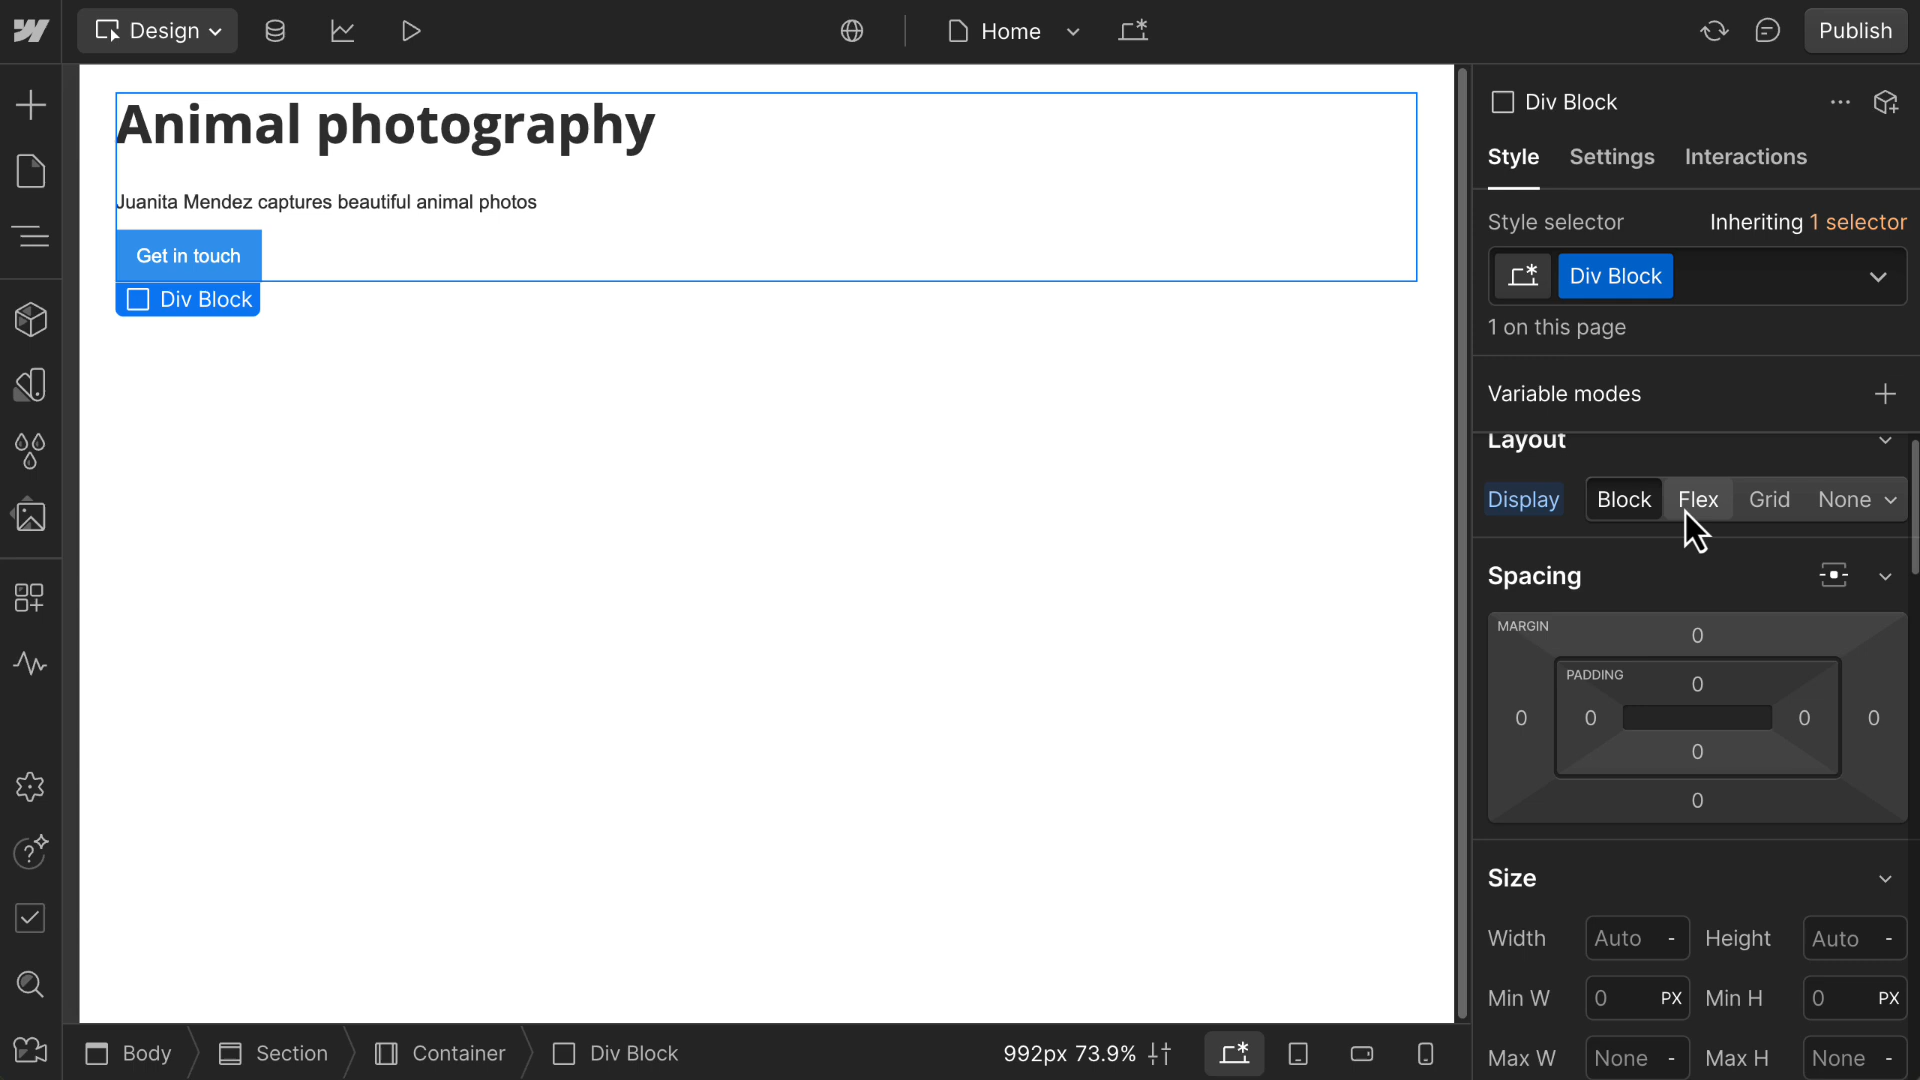 Design
Home
Publish
Animal photography
Juanita Mendez captures beautiful animal photos
Get in touch
Div Block
Div Block
Style Settings Interactions
Style selector Inheriting 1 selector
Div Block
1 on this page
Variable modes
Layout
Display Block Flex Grid None
Spacing
MARGIN
0
PADDING
0
0 0 0 0
0
0
Size
Width Auto - Height Auto -
Min W 0 PX Min H 0 PX
Max W None - Max H None -
Body Section Container Div Block 992px 73.9%